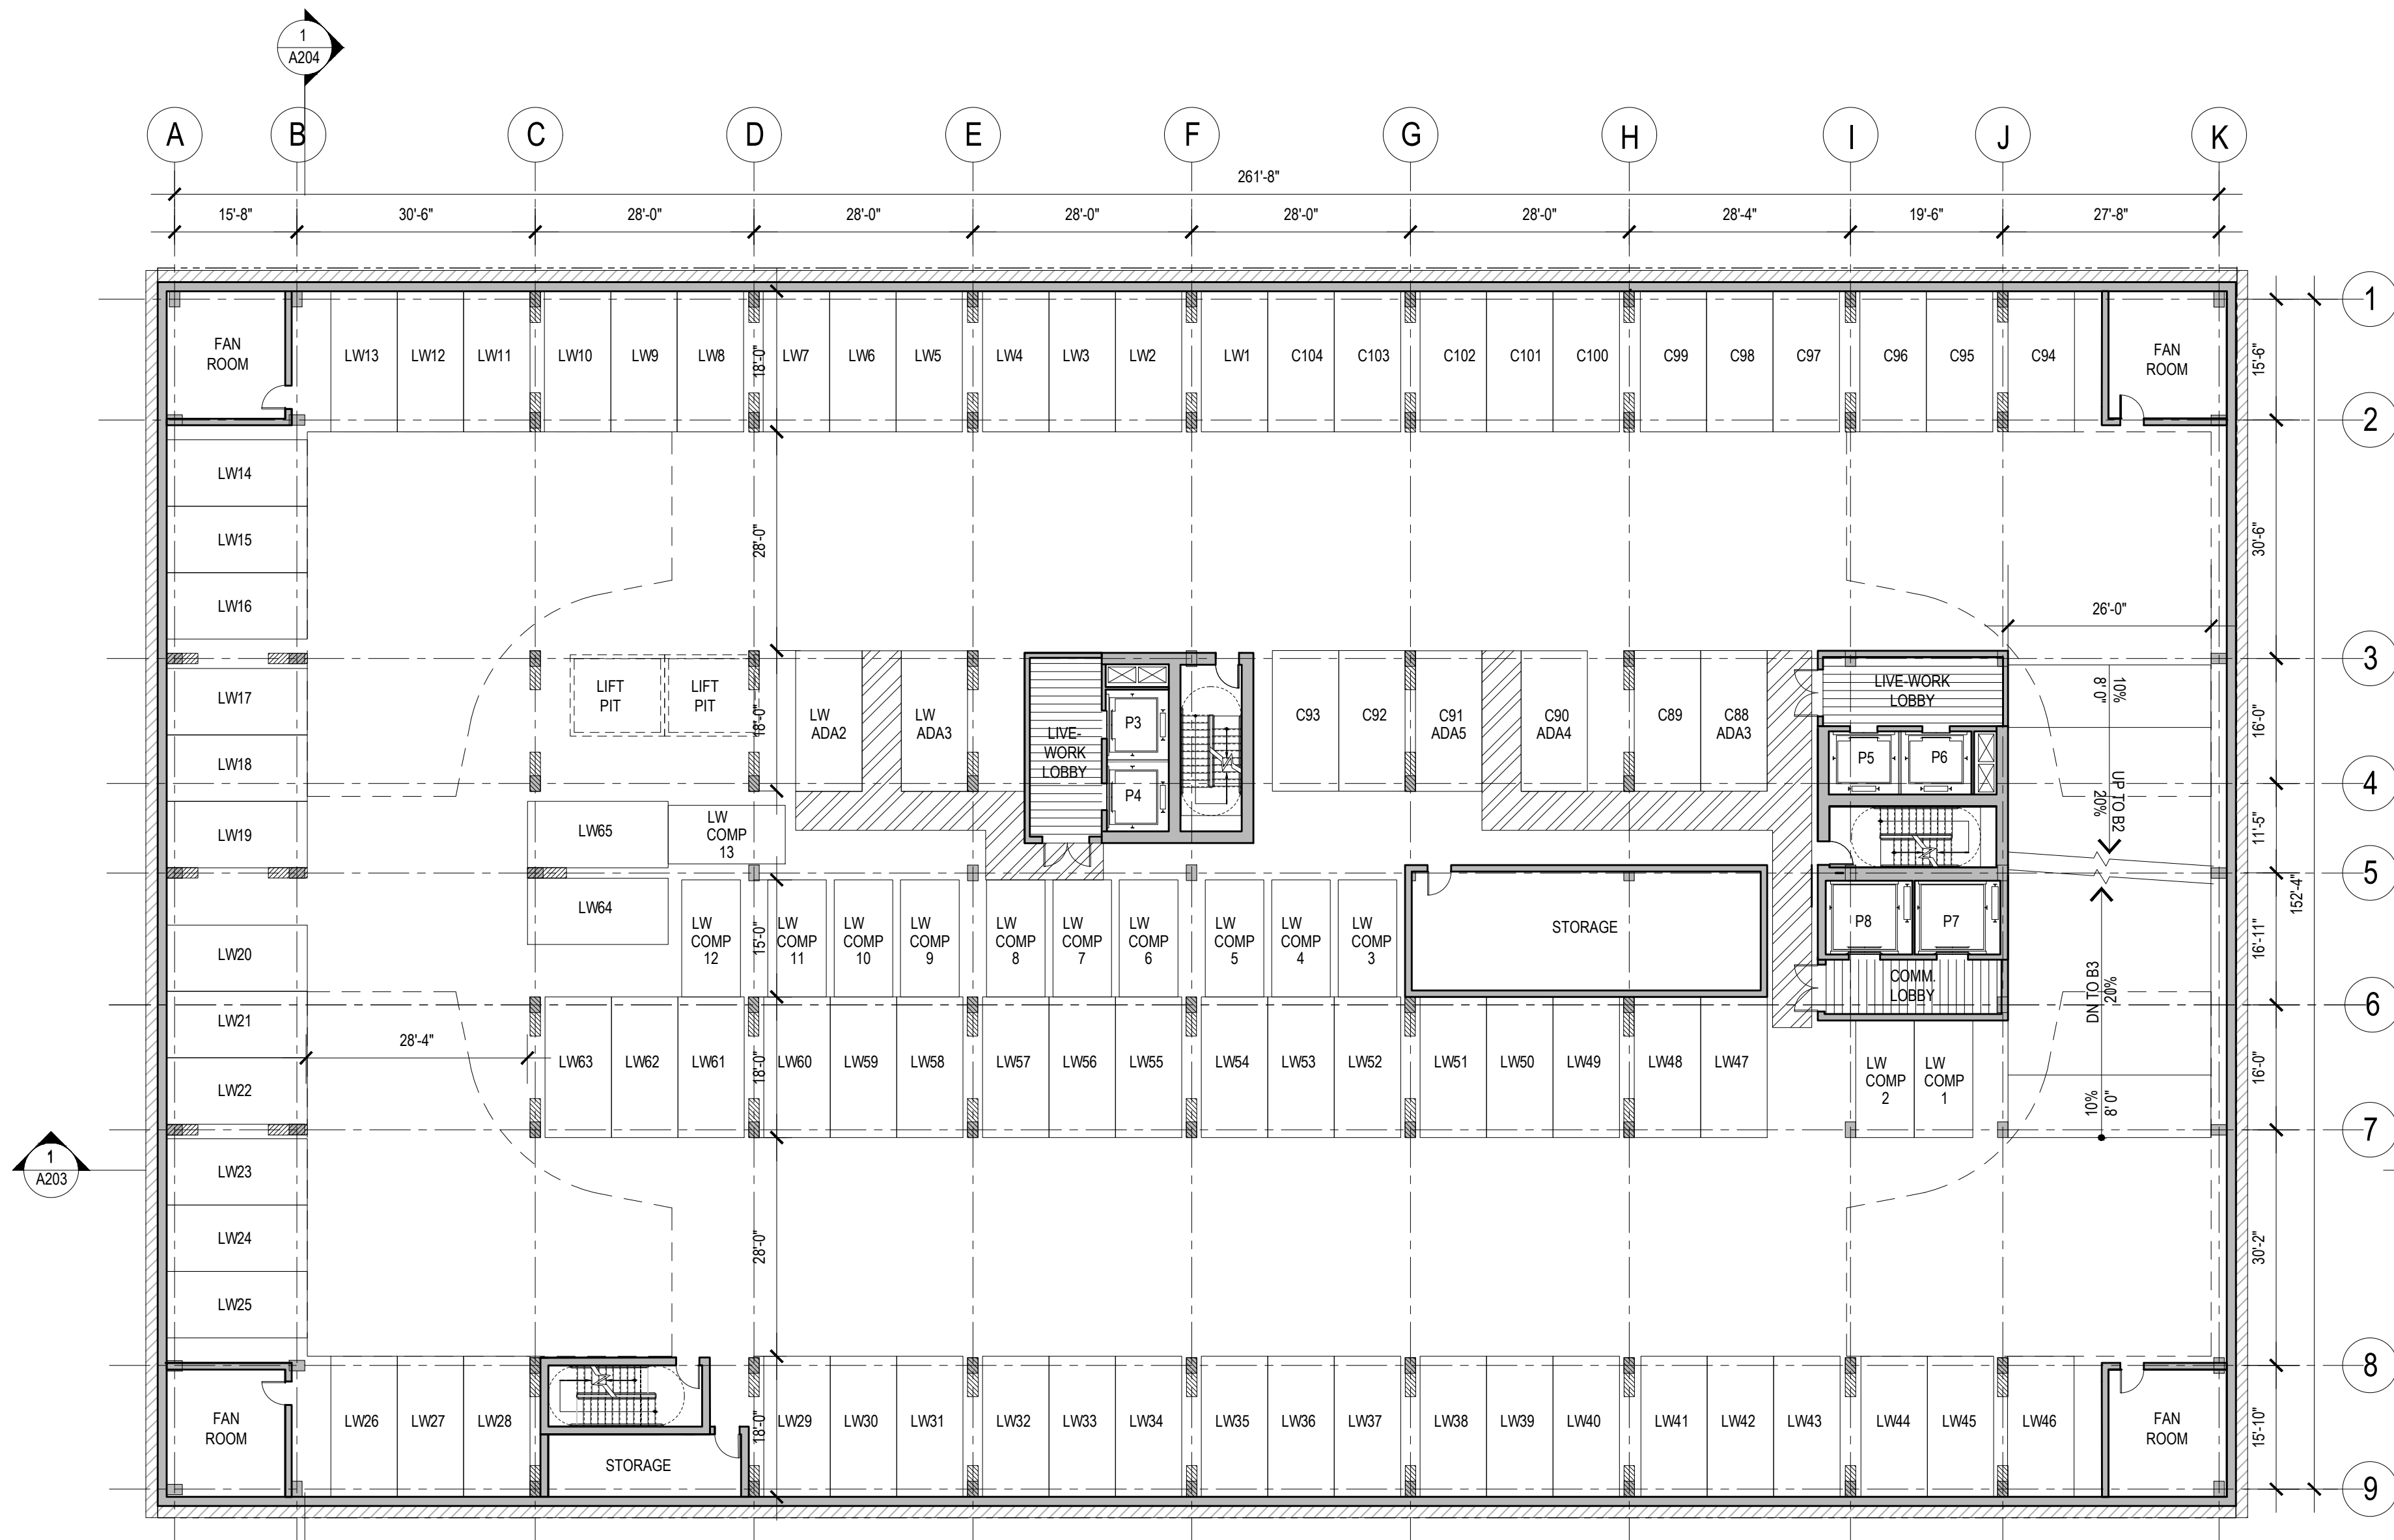 1
A204
A B C D E F G H I J K
261'-8"
15'-8" 30'-6" 28'-0" 28'-0" 28'-0" 28'-0" 28'-0" 28'-4" 19'-6" 27'-8"
1
FAN
ROOM
LW13 LW12 LW11 LW10 LW9 LW8 18'-0" LW7 LW6 LW5 LW4 LW3 LW2 LW1 C104 C103 C102 C101 C100 C99 C98 C97 C96 C95 C94
FAN
ROOM
15'-6"
2
LW14
LW15
28'-0"
30'-6"
LW16
26'-0"
3
LW17
LIFT
PIT
LIFT
PIT
18'-0"
LW
ADA2
LW
ADA3
LIVE-
WORK
LOBBY
P3
P4
C93 C92
C91
ADA5
C90
ADA4
C89
C88
ADA3
LIVE-WORK
LOBBY
P5 P6
10%
8' 0"
UP TO B2
20%
16'-0"
LW18
4
LW19
LW65
LW
COMP
13
11'-5"
5
152'-4"
LW64
LW
COMP
12
15'-0"
LW
COMP
11
LW
COMP
10
LW
COMP
9
LW
COMP
8
LW
COMP
7
LW
COMP
6
LW
COMP
5
LW
COMP
4
LW
COMP
3
STORAGE
P8 P7
COMM.
LOBBY
DN TO B3
20%
16'-11"
LW20
6
LW21
28'-4"
LW63 LW62 LW61 18'-0" LW60 LW59 LW58 LW57 LW56 LW55 LW54 LW53 LW52 LW51 LW50 LW49 LW48 LW47
LW
COMP
2
LW
COMP
1
10%
8' 0"
16'-0"
LW22
7
1
A203
LW23
LW24
28'-0"
30'-2"
LW25
8
FAN
ROOM
LW26 LW27 LW28
STORAGE
18'-0"
LW29 LW30 LW31 LW32 LW33 LW34 LW35 LW36 LW37 LW38 LW39 LW40 LW41 LW42 LW43 LW44 LW45 LW46
FAN
ROOM
15'-10"
9